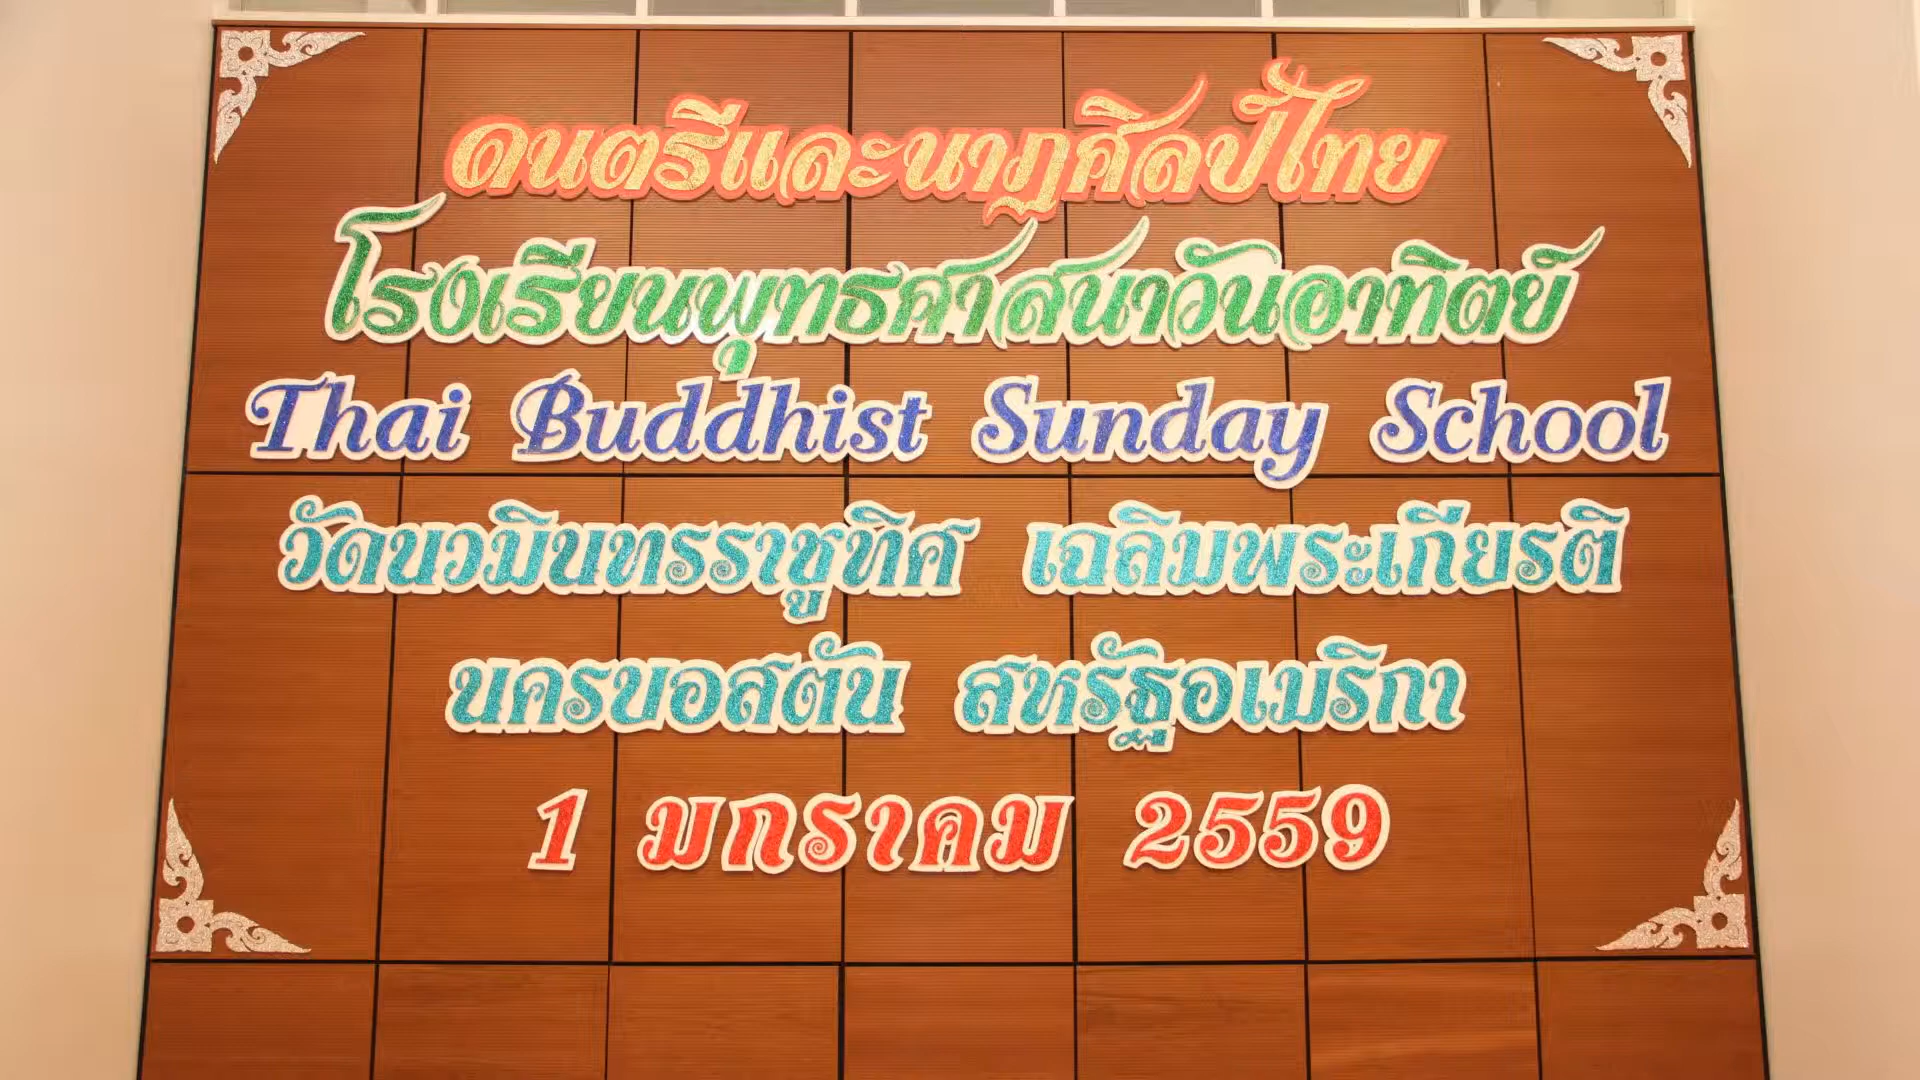 ดนตรีและนาฏศิลป์ไทย
โรงเรียนพุทธศาสนาวันอาทิตย์
Thai Buddhist Sunday School
วัดนวมินทรราชูทิศ เฉลิมพระเกียรติ
นครบอสตัน สหรัฐอเมริกา
1 มกราคม 2559